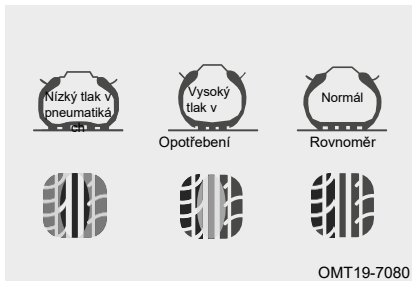 Nízký tlak v
pneumatiká
ch
Vysoký
tlak v
Normál
Opotřebení
Rovnoměr
OMT19-7080